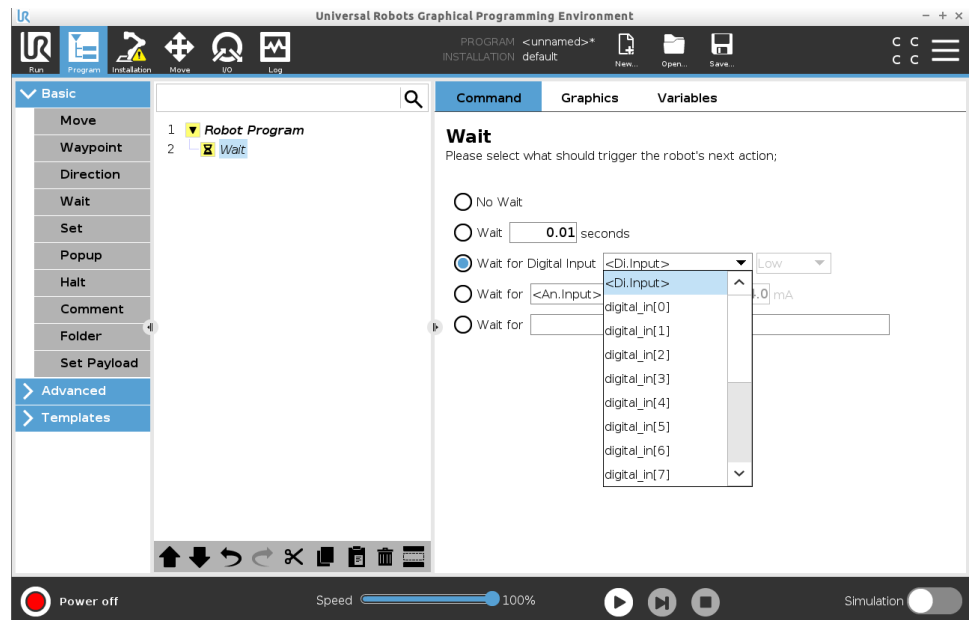 UR
Universal Robots Graphical Programming Environment
Run
Program
Installation
Move
I/O
Log
PROGRAM <unnamed>*
INSTALLATION default
New...
Open...
Save...
C C
C C
Basic
Move
Waypoint
Direction
Wait
Set
Popup
Halt
Comment
Folder
Set Payload
Advanced
Templates
1 Robot Program
2 Wait
Command Graphics Variables
Wait
Please select what should trigger the robot's next action;
No Wait
Wait 0.01 seconds
Wait for Digital Input <Di.Input> Low
Wait for <An.Input> .0 mA
Wait for
<Di.Input>
digital_in[0]
digital_in[1]
digital_in[2]
digital_in[3]
digital_in[4]
digital_in[5]
digital_in[6]
digital_in[7]
Power off
Speed 100%
Simulation